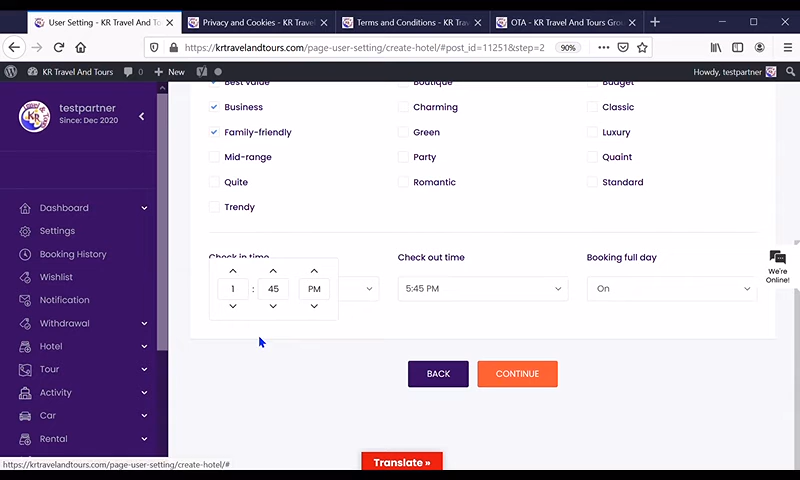 User Setting - KR Travel And To
Privacy and Cookies - KR Travel
Terms and Conditions - KR Trav
OTA - KR Travel And Tours Grou
https://krtravelandtours.com/page-user-setting/create-hotel/#post_id=11251&step=2
90%
KR Travel And Tours
0
New
Howdy, testpartner
testpartner
Since: Dec 2020
Dashboard
Settings
Booking History
Wishlist
Notification
Withdrawal
Hotel
Tour
Activity
Car
Rental
Best value
Boutique
Budget
Business
Charming
Classic
Family-friendly
Green
Luxury
Mid-range
Party
Quaint
Quite
Romantic
Standard
Trendy
Check in time
Check out time
Booking full day
1 : 45 PM
5:45 PM
On
We're
Online!
BACK
CONTINUE
Translate »
https://krtravelandtours.com/page-user-setting/create-hotel/#